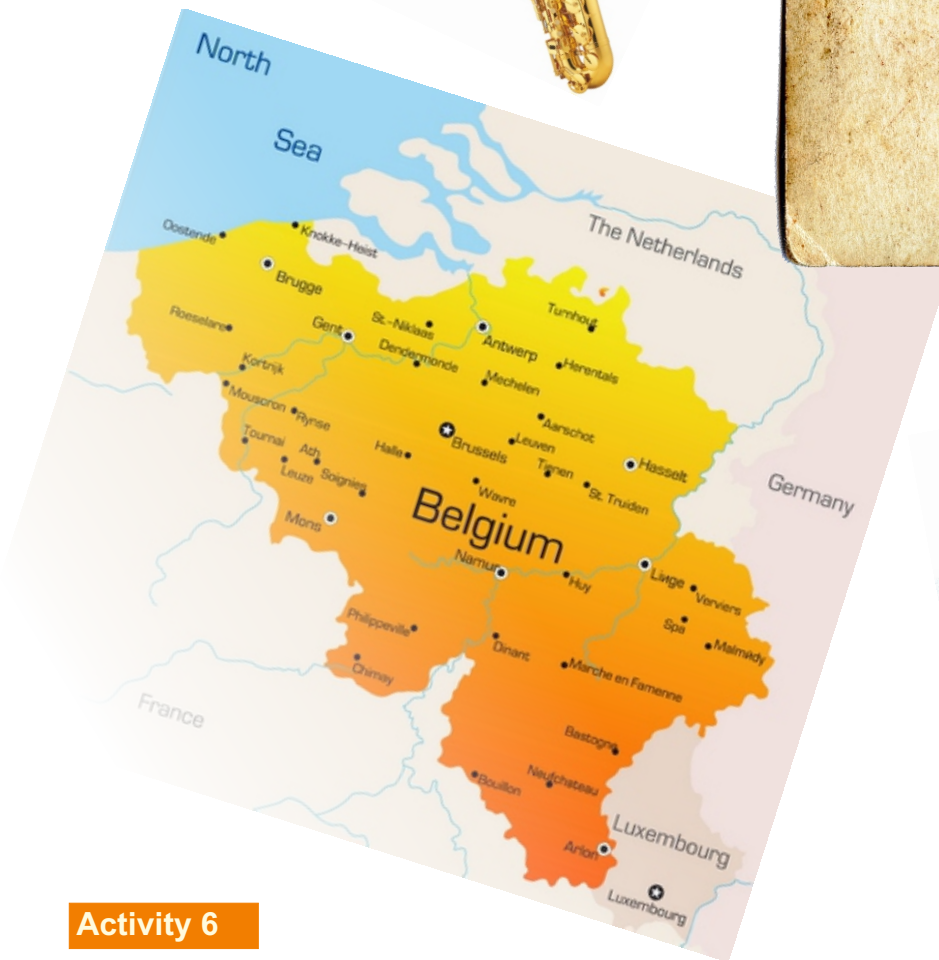 North
Sea
The Netherlands
Oostende
Knokke-Heist
Brugge
Turnhout
Roeselare
Gent
St.-Niklaas
Antwerp
Dendermonde
Herentals
Kortrijk
Mechelen
Mouscron
Rynse
Aarschot
Tournai
Ath
Halle
Brussels
Leuven
Tienen
Hasselt
Leuze
Soignies
Wavre
St. Truiden
Germany
Mons
Belgium
Namur
Huy
Liege
Verviers
Philippeville
Spa
Dinant
Malmedy
Chimay
Marche en Famenne
France
Bastogne
Bouillon
Neufchateau
Luxembourg
Arlon
Luxembourg
Activity 6